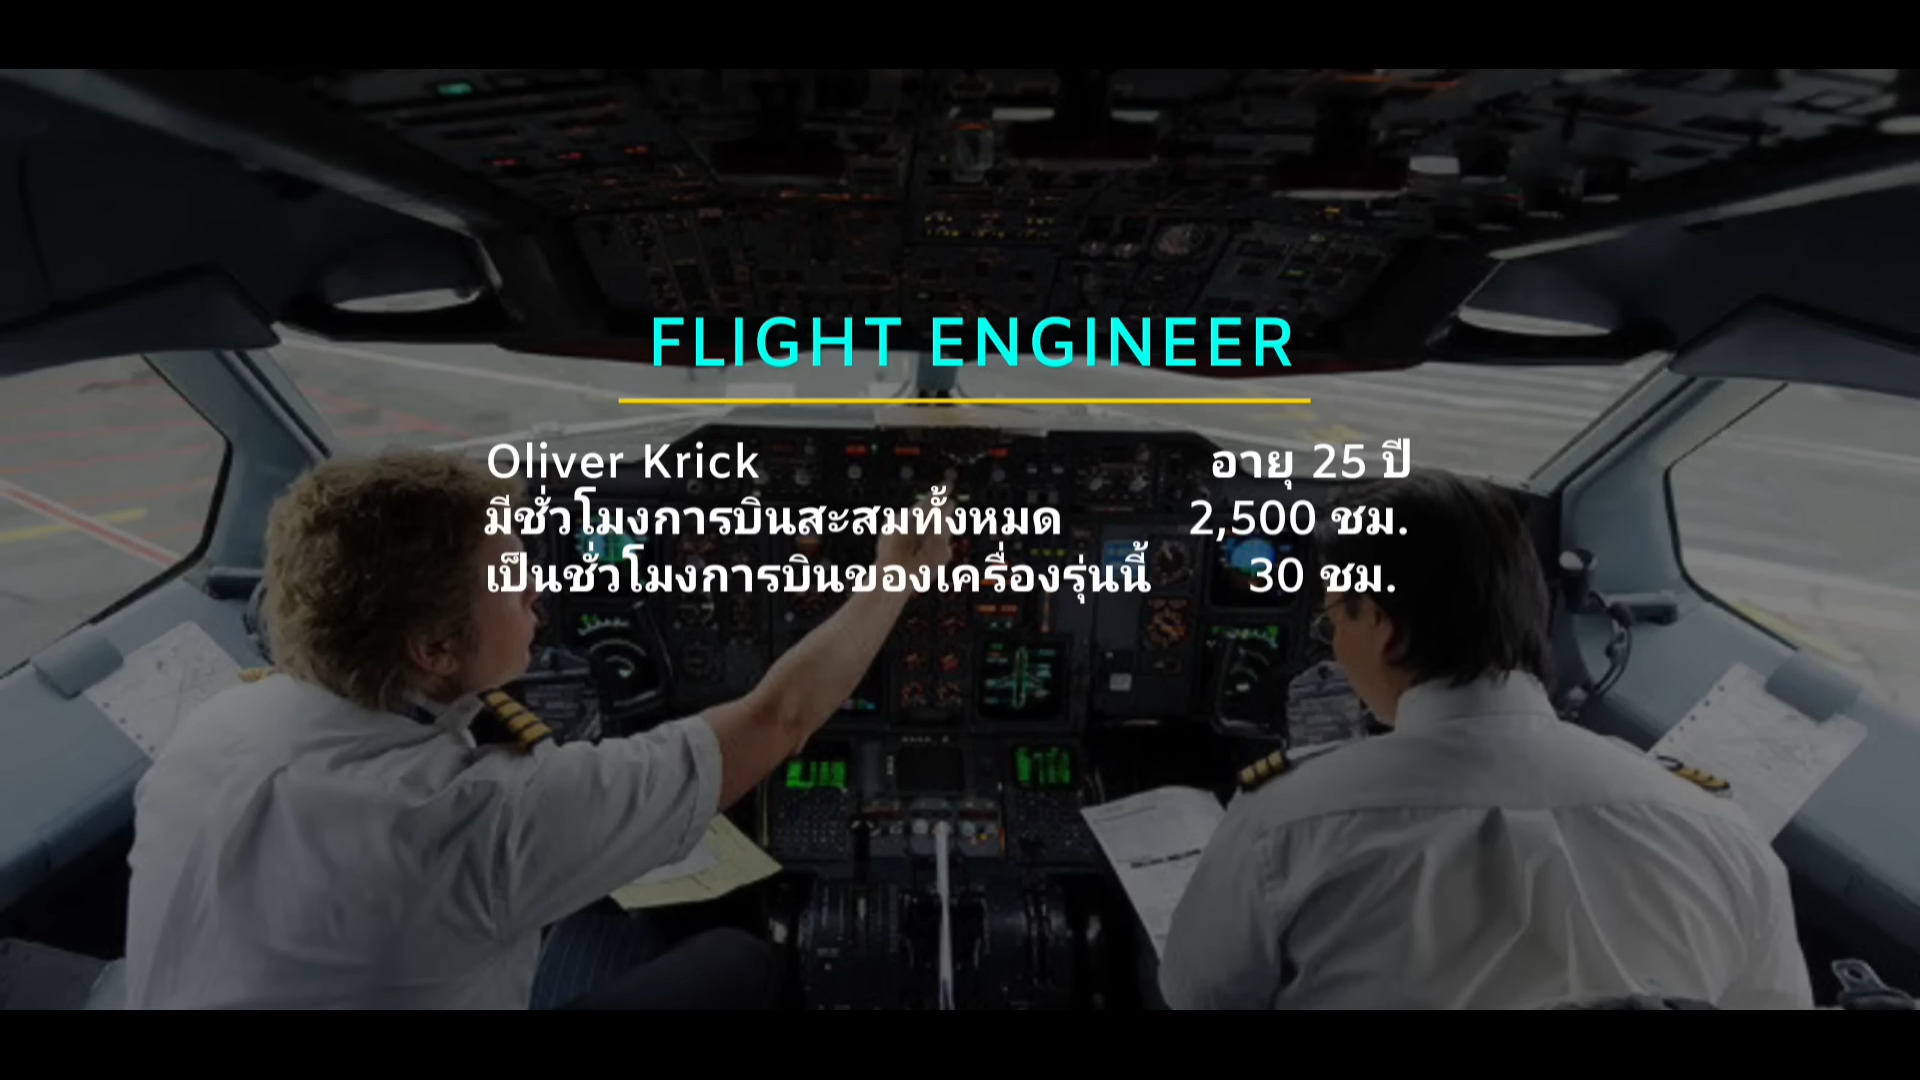 FLIGHT ENGINEER
Oliver Krick อายุ 25 ปี
มีชั่วโมงการบินสะสมทั้งหมด 2,500 ชม.
เป็นชั่วโมงการบินของเครื่องรุ่นนี้ 30 ชม.